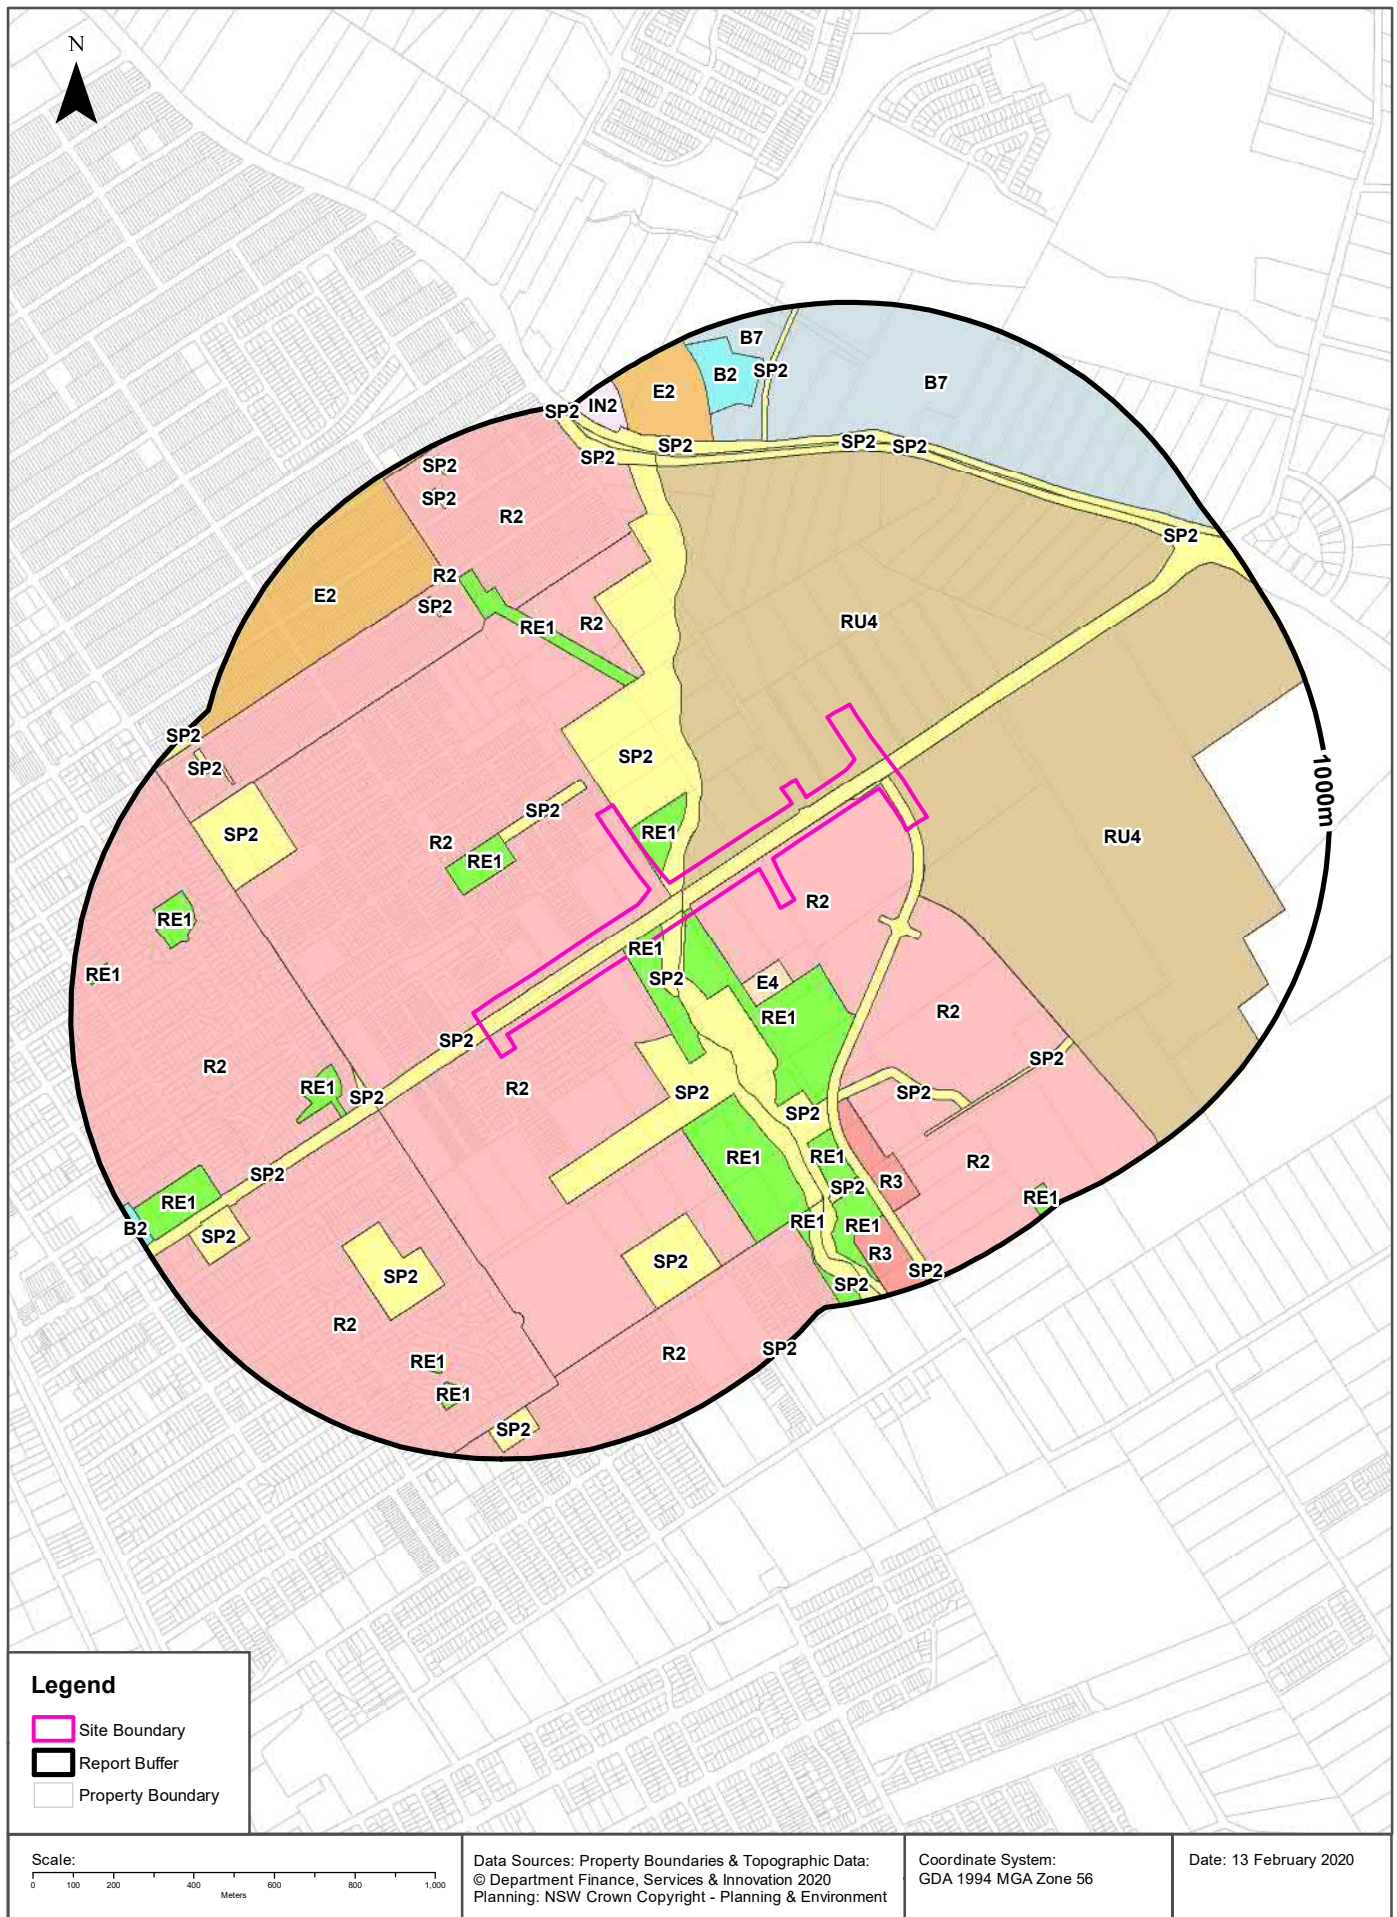 N
B7
B2
SP2
B7
E2
IN2
SP2
SP2
SP2
SP2
SP2
SP2
SP2
SP2
R2
R2
E2
SP2
RE1
R2
RU4
SP2
SP2
SP2
SP2
SP2
RE1
R2
RE1
RU4
1000m
RE1
R2
RE1
RE1
SP2
E4
RE1
R2
SP2
SP2
R2
RE1
R2
SP2
SP2
SP2
SP2
RE1
RE1
R2
SP2
R3
SP2
RE1
RE1
RE1
RE1
B2
SP2
R3
SP2
SP2
SP2
SP2
R2
SP2
R2
RE1
RE1
SP2
Legend
Site Boundary
Report Buffer
Property Boundary
Scale:
0 100 200 400 600 800 1,000
Meters
Data Sources: Property Boundaries & Topographic Data:
© Department Finance, Services & Innovation 2020
Planning: NSW Crown Copyright - Planning & Environment
Coordinate System:
GDA 1994 MGA Zone 56
Date: 13 February 2020